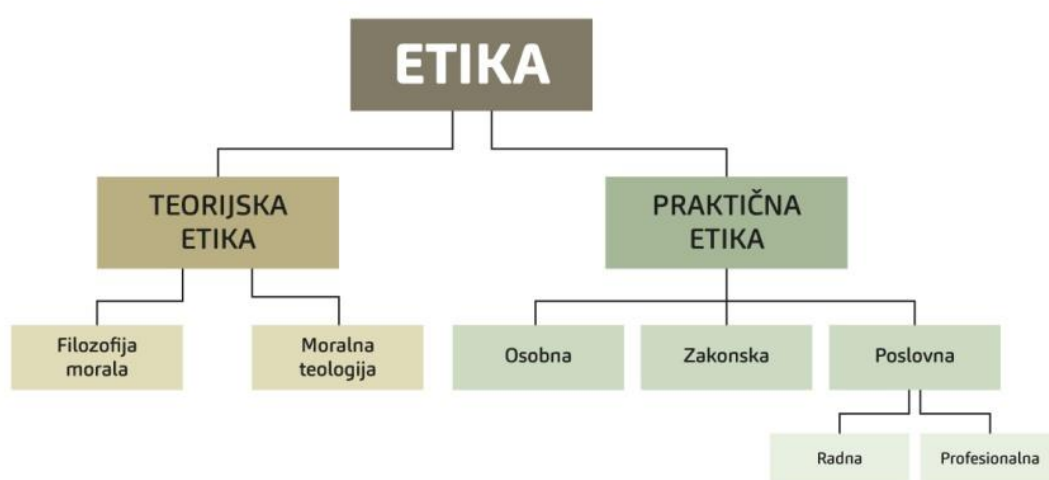 ETIKA
TEORIJSKA
ETIKA
PRAKTIČNA
ETIKA
Filozofija
morala
Moralna
teologija
Osobna
Zakonska
Poslovna
Radna
Profesionalna